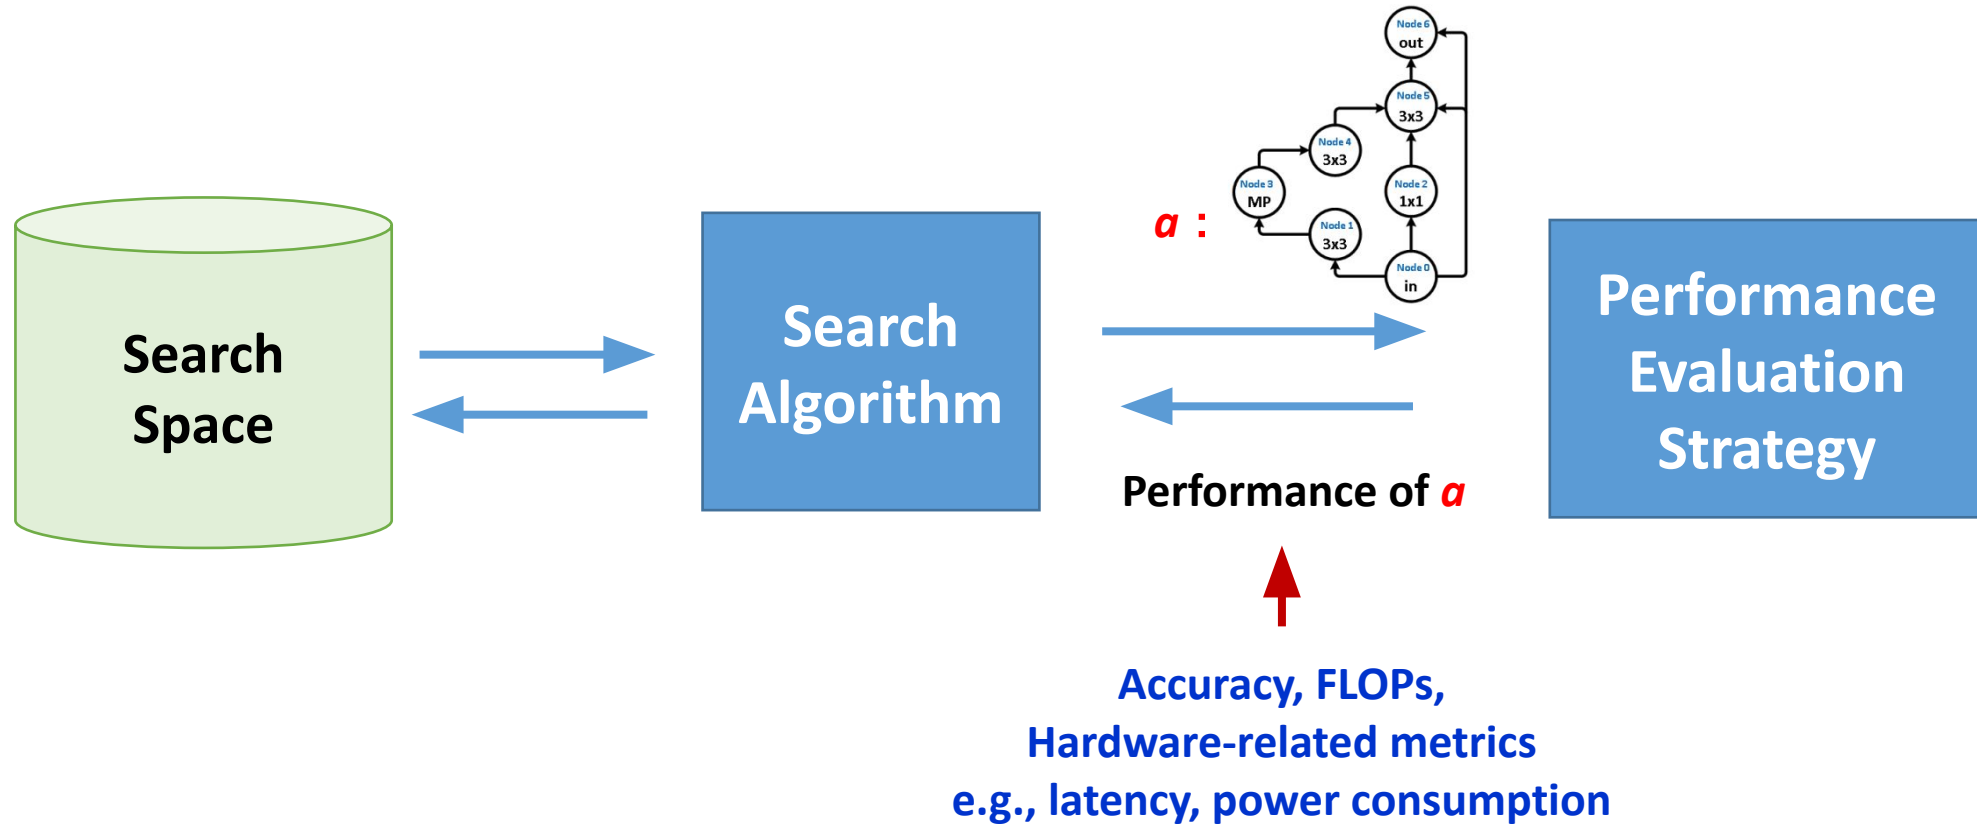 Search
Space
Search
Algorithm
a :
Node 6
out
Node 5
3x3
Node 4
3x3
Node 3
MP
Node 2
1x1
Node 1
3x3
Node 0
in
Performance of a
Performance
Evaluation
Strategy
Accuracy, FLOPs,
Hardware-related metrics
e.g., latency, power consumption